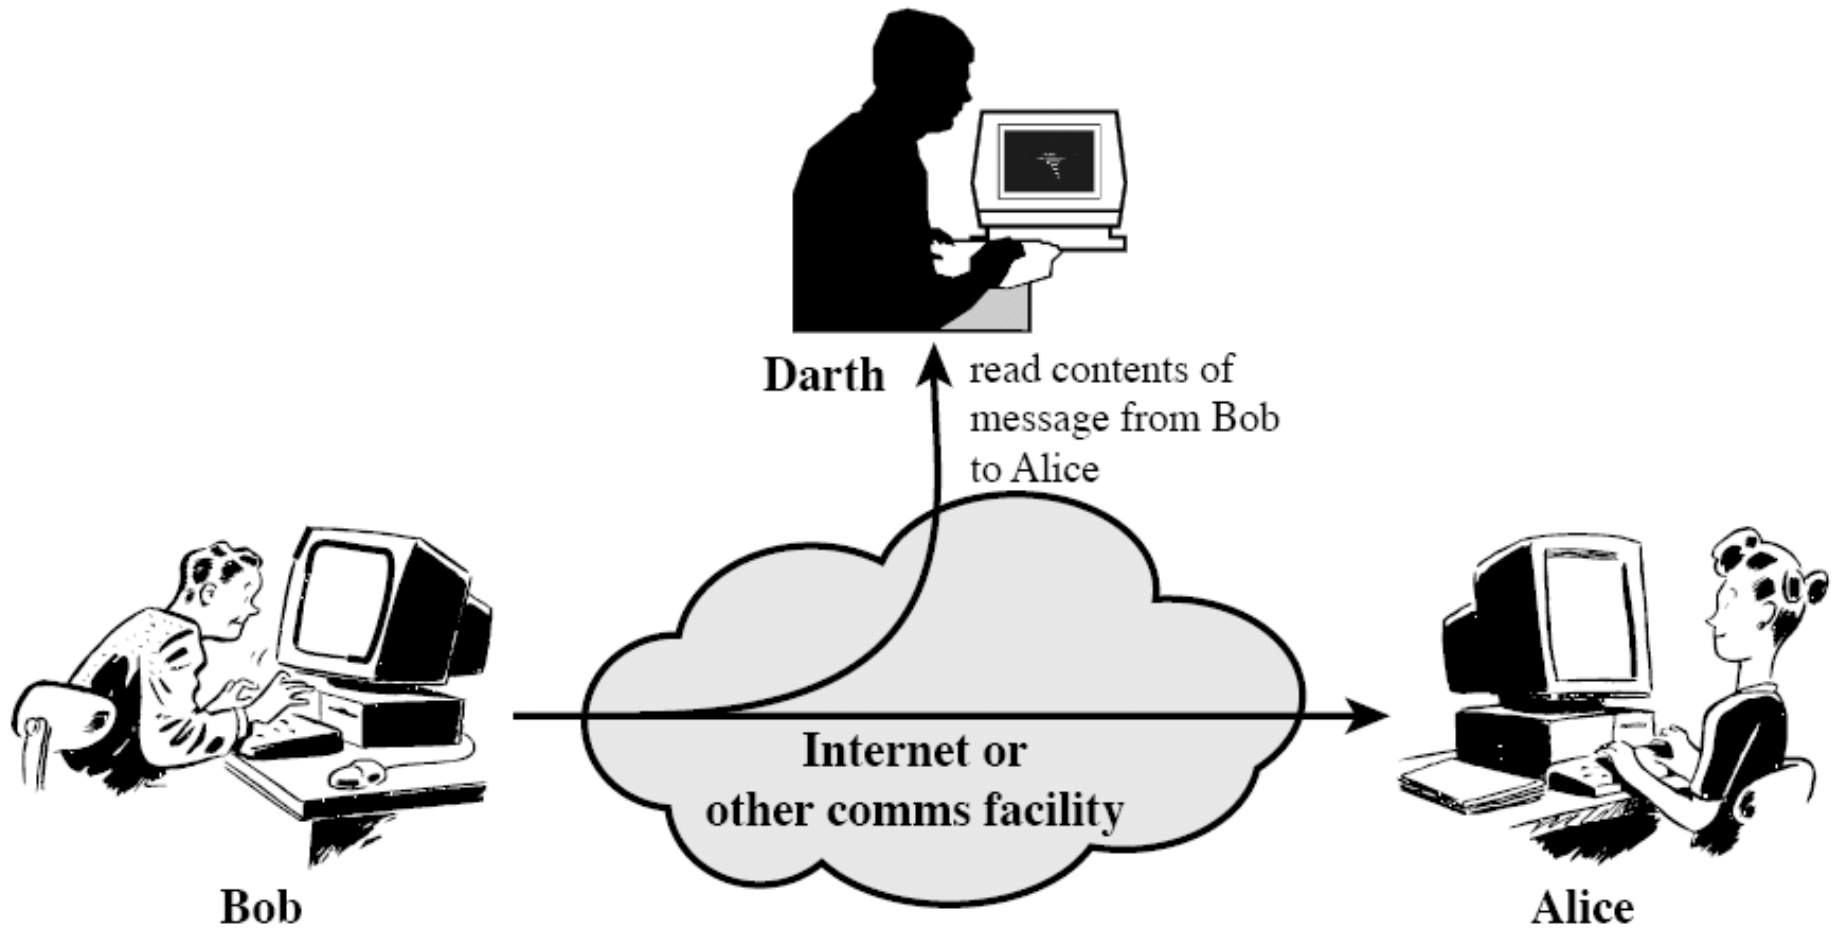 Darth
read contents of
message from Bob
to Alice
Internet or
other comms facility
Bob
Alice